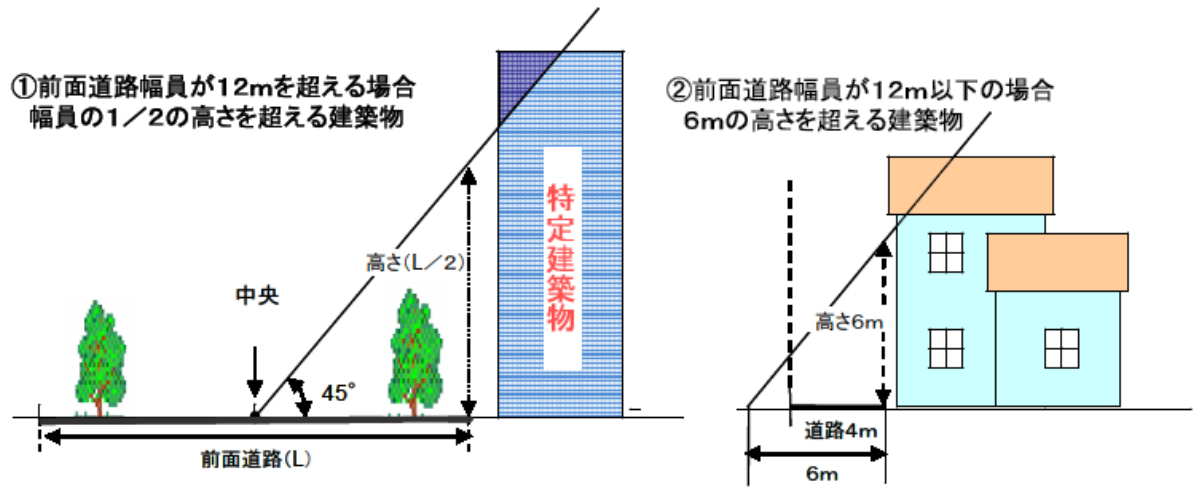 ①前面道路幅員が12mを超える場合
幅員の1/2の高さを超える建築物
特定建築物
高さ(L/2)
中央
45°
前面道路(L)
②前面道路幅員が12m以下の場合
6mの高さを超える建築物
高さ6m
道路4m
6m